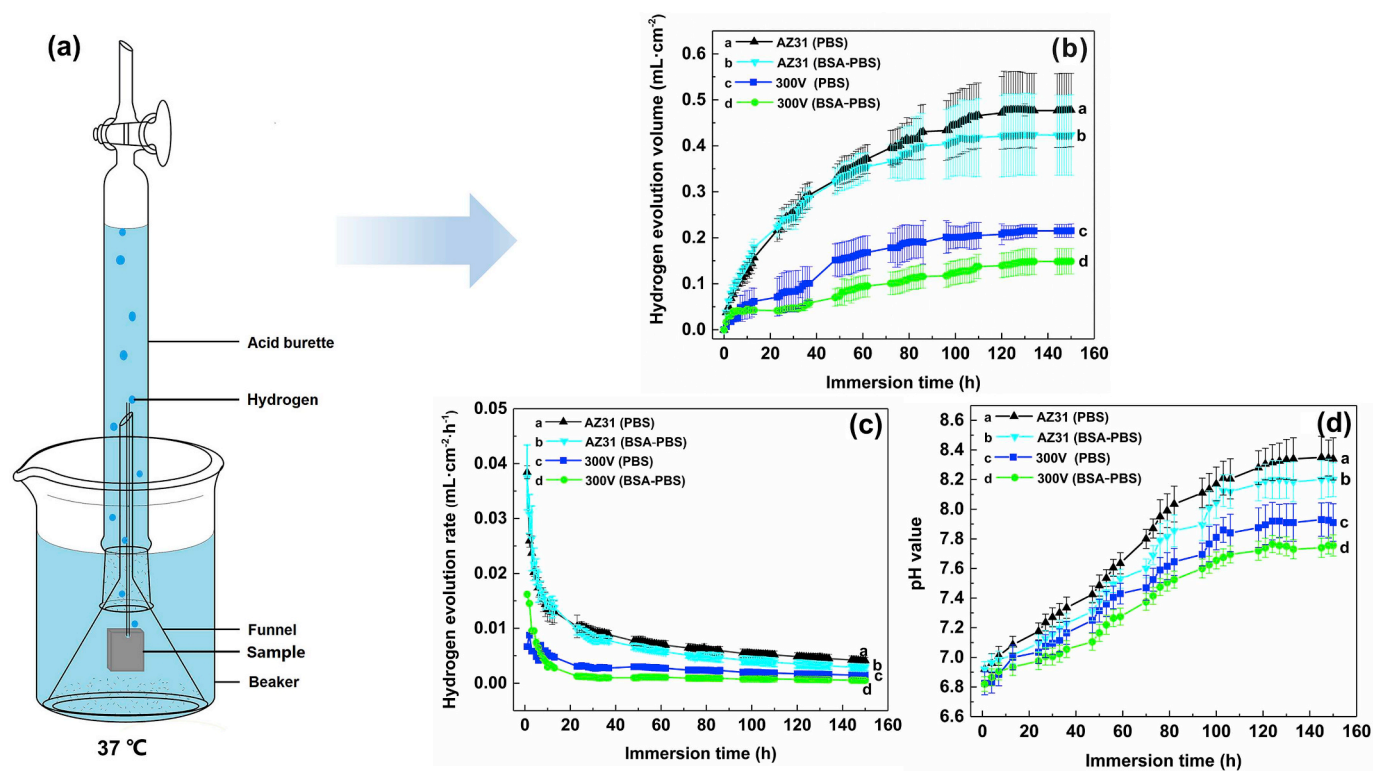 (a)
Acid burette
Hydrogen
Funnel
Sample
Beaker
37 ℃
(b)
Hydrogen evolution volume (mL·cm⁻²)
0.6
0.5
0.4
0.3
0.2
0.1
0.0
a AZ31 (PBS)
b AZ31 (BSA-PBS)
c 300V (PBS)
d 300V (BSA-PBS)
a
b
c
d
0 20 40 60 80 100 120 140 160
Immersion time (h)
(c)
Hydrogen evolution rate (mL·cm⁻²·h⁻¹)
0.05
0.04
0.03
0.02
0.01
0.00
a AZ31 (PBS)
b AZ31 (BSA-PBS)
c 300V (PBS)
d 300V (BSA-PBS)
a
b
c
d
0 20 40 60 80 100 120 140 160
Immersion time (h)
(d)
pH value
8.6
8.4
8.2
8.0
7.8
7.6
7.4
7.2
7.0
6.8
6.6
a AZ31 (PBS)
b AZ31 (BSA-PBS)
c 300V (PBS)
d 300V (BSA-PBS)
a
b
c
d
0 20 40 60 80 100 120 140 160
Immersion time (h)